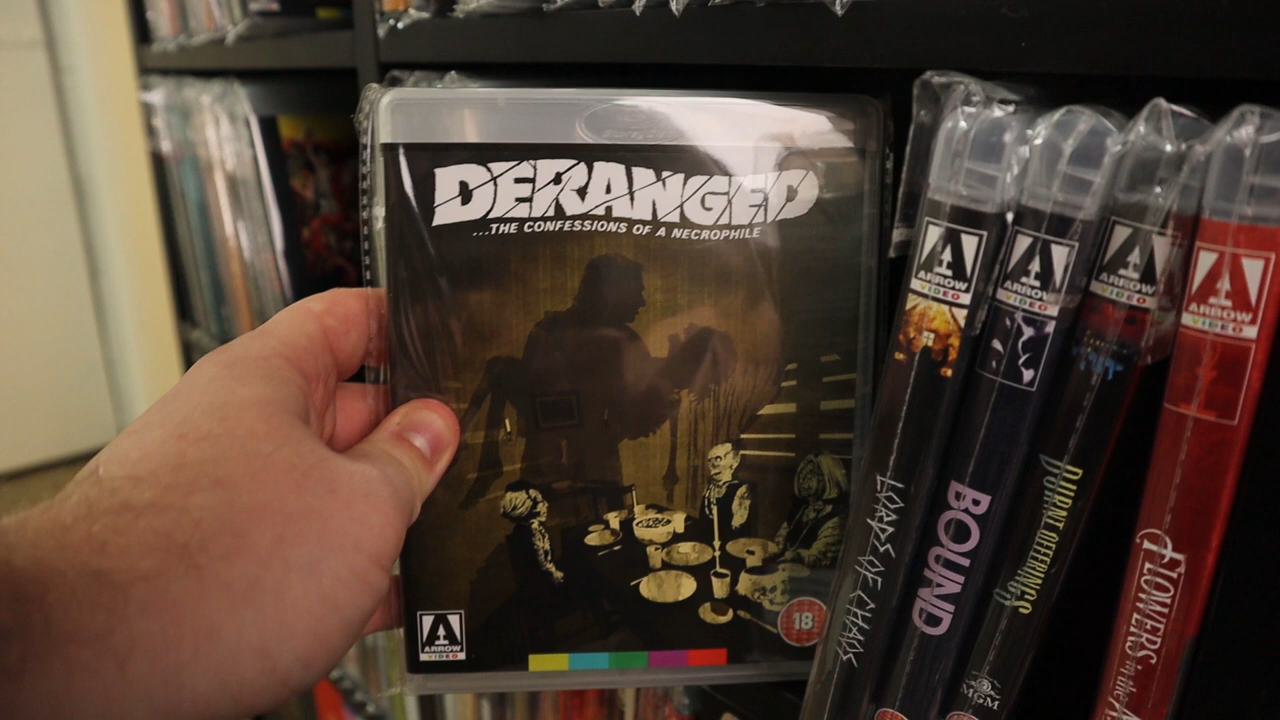 DERANGED
...THE CONFESSIONS OF A NECROPHILE
ARROW
VIDEO
18
ARROW
VIDEO
LORDS OF CHAOS
ARROW
VIDEO
BOUND
ARROW
VIDEO
BURNT OFFERINGS
MGM
ARROW
VIDEO
FLOWERS in the